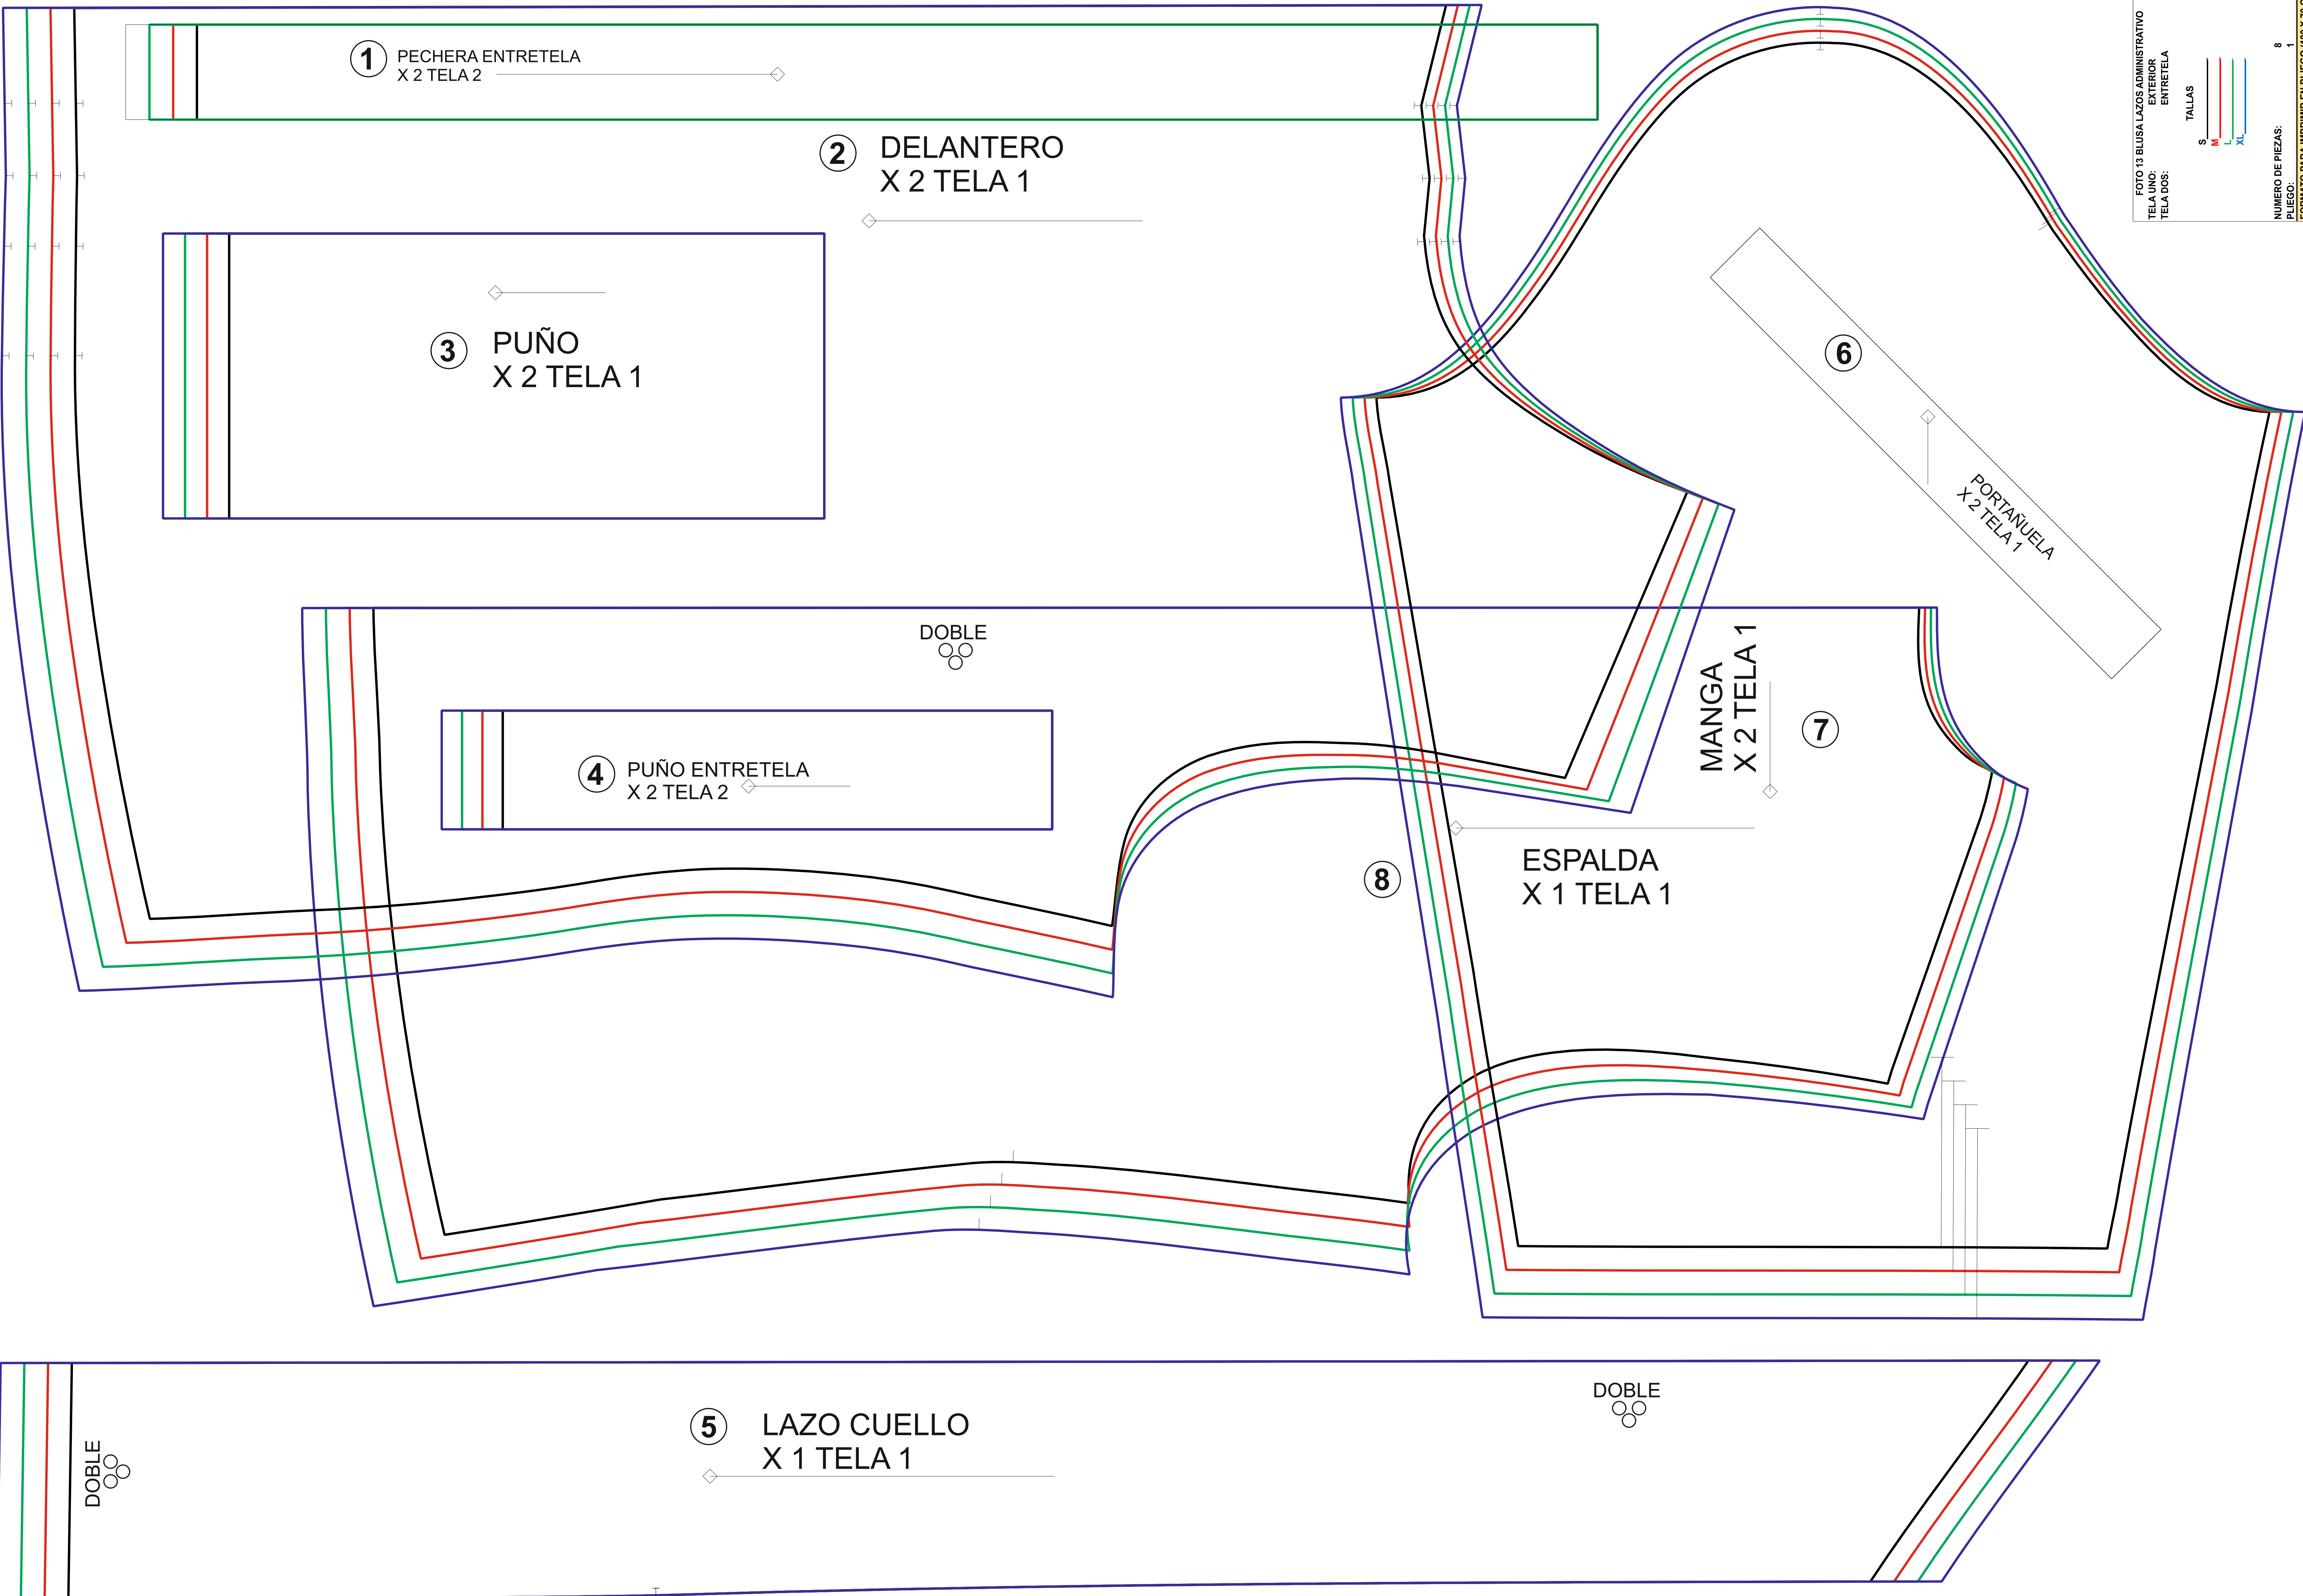 1
PECHERA ENTRETELA
X 2 TELA 2
2
DELANTERO
X 2 TELA 1
3
PUÑO
X 2 TELA 1
DOBLE
4
PUÑO ENTRETELA
X 2 TELA 2
6
PORTAÑUELA
X 2 TELA 1
MANGA
X 2 TELA 1
7
8
ESPALDA
X 1 TELA 1
5
LAZO CUELLO
X 1 TELA 1
DOBLE
DOBLE
FOTO 13 BLUSA LAZOS ADMINISTRATIVO
TELA UNO: EXTERIOR
TELA DOS: ENTRETELA
TALLAS
S
M
L
XL
NUMERO DE PIEZAS: 8
PLIEGO: 1